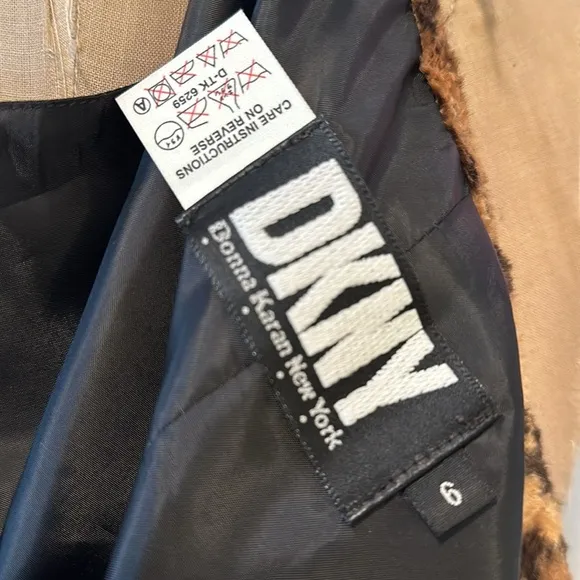 CARE INSTRUCTIONS
ON REVERSE
D-TK 6259
A
DKNY
Donna Karan New York
6